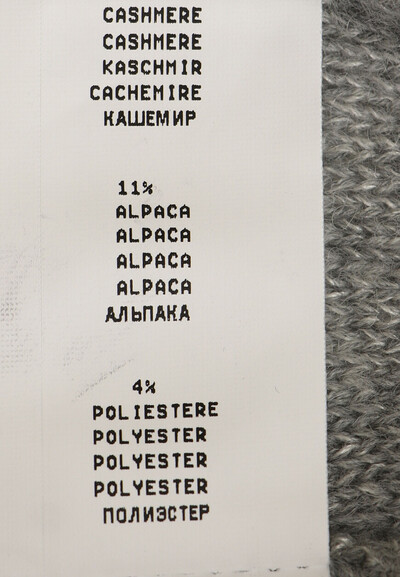 CASHMERE
CASHMERE
KASCHMIR
CACHEMIRE
КАШЕМИР
11%
ALPACA
ALPACA
ALPACA
ALPACA
АЛЬПАКА
4%
POLIESTERE
POLYESTER
POLYESTER
POLYESTER
ПОЛИЭСТЕР